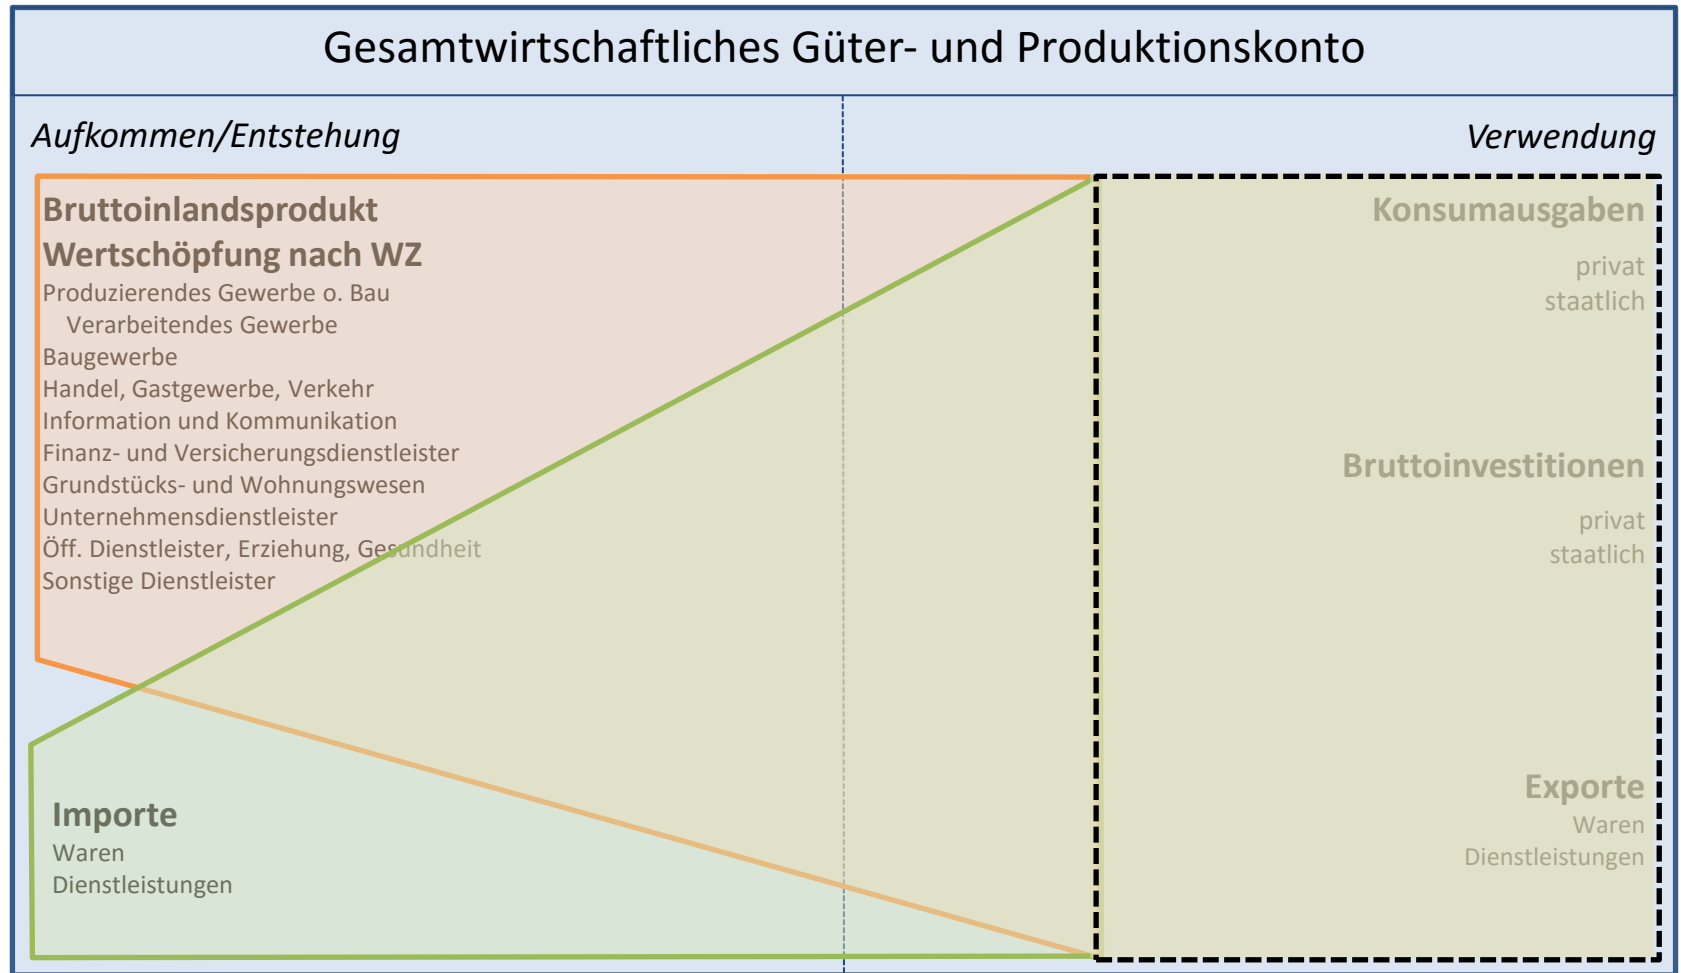 Gesamtwirtschaftliches Güter- und Produktionskonto
Aufkommen/Entstehung
Verwendung
Bruttoinlandsprodukt
Wertschöpfung nach WZ
Produzierendes Gewerbe o. Bau
Verarbeitendes Gewerbe
Baugewerbe
Handel, Gastgewerbe, Verkehr
Information und Kommunikation
Finanz- und Versicherungsdienstleister
Grundstücks- und Wohnungswesen
Unternehmensdienstleister
Öff. Dienstleister, Erziehung, Gesundheit
Sonstige Dienstleister
Importe
Waren
Dienstleistungen
Konsumausgaben
privat
staatlich
Bruttoinvestitionen
privat
staatlich
Exporte
Waren
Dienstleistungen